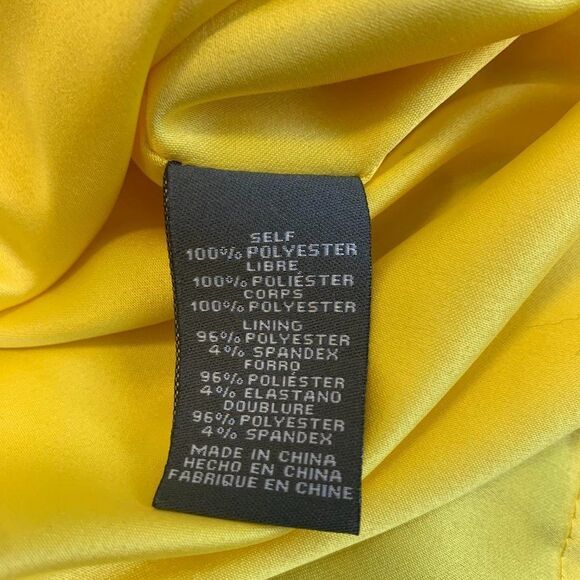 SELF
100% POLYESTER
LIBRE
100% POLIÉSTER
CORPS
100% POLYESTER
LINING
96% POLYESTER
4% SPANDEX
FORRO
96% POLIÉSTER
4% ELASTANO
DOUBLURE
96% POLYESTER
4% SPANDEX
MADE IN CHINA
HECHO EN CHINA
FABRIQUE EN CHINE